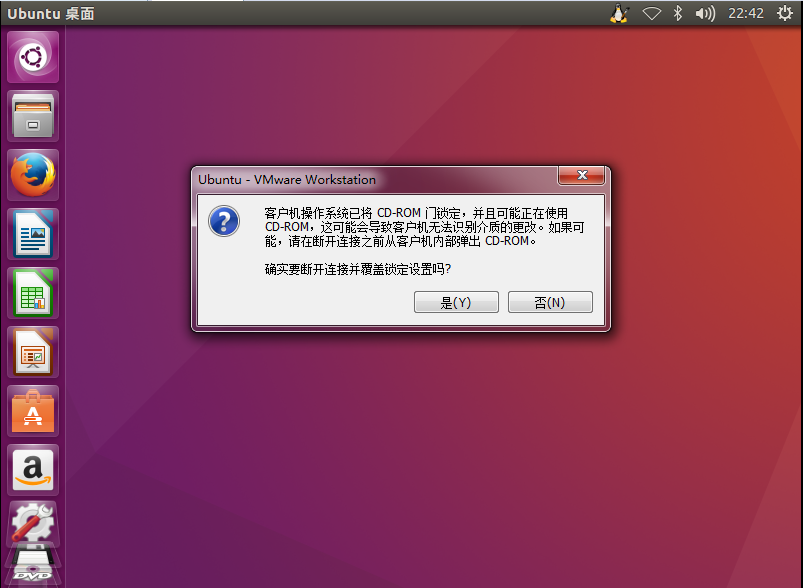 Ubuntu 桌面
22:42
Ubuntu - VMware Workstation
客户机操作系统已将 CD-ROM 门锁定，并且可能正在使用
CD-ROM，这可能会导致客户机无法识别介质的更改。如果可
能，请在断开连接之前从客户机内部弹出 CD-ROM。
确实要断开连接并覆盖锁定设置吗?
是(Y)
否(N)
A
a
DVD